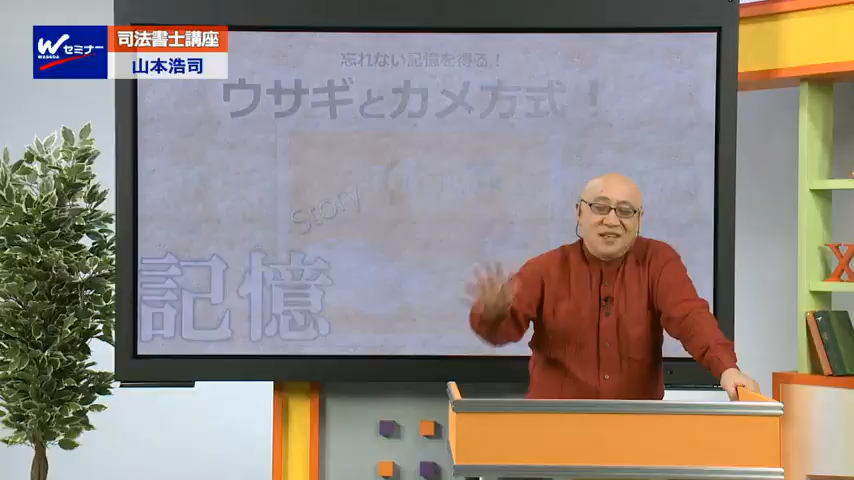 Wセミナー
WASEDA
司法書士講座
山本浩司
忘れない記憶を得る！
ウサギとカメ方式！
Story
記憶
X